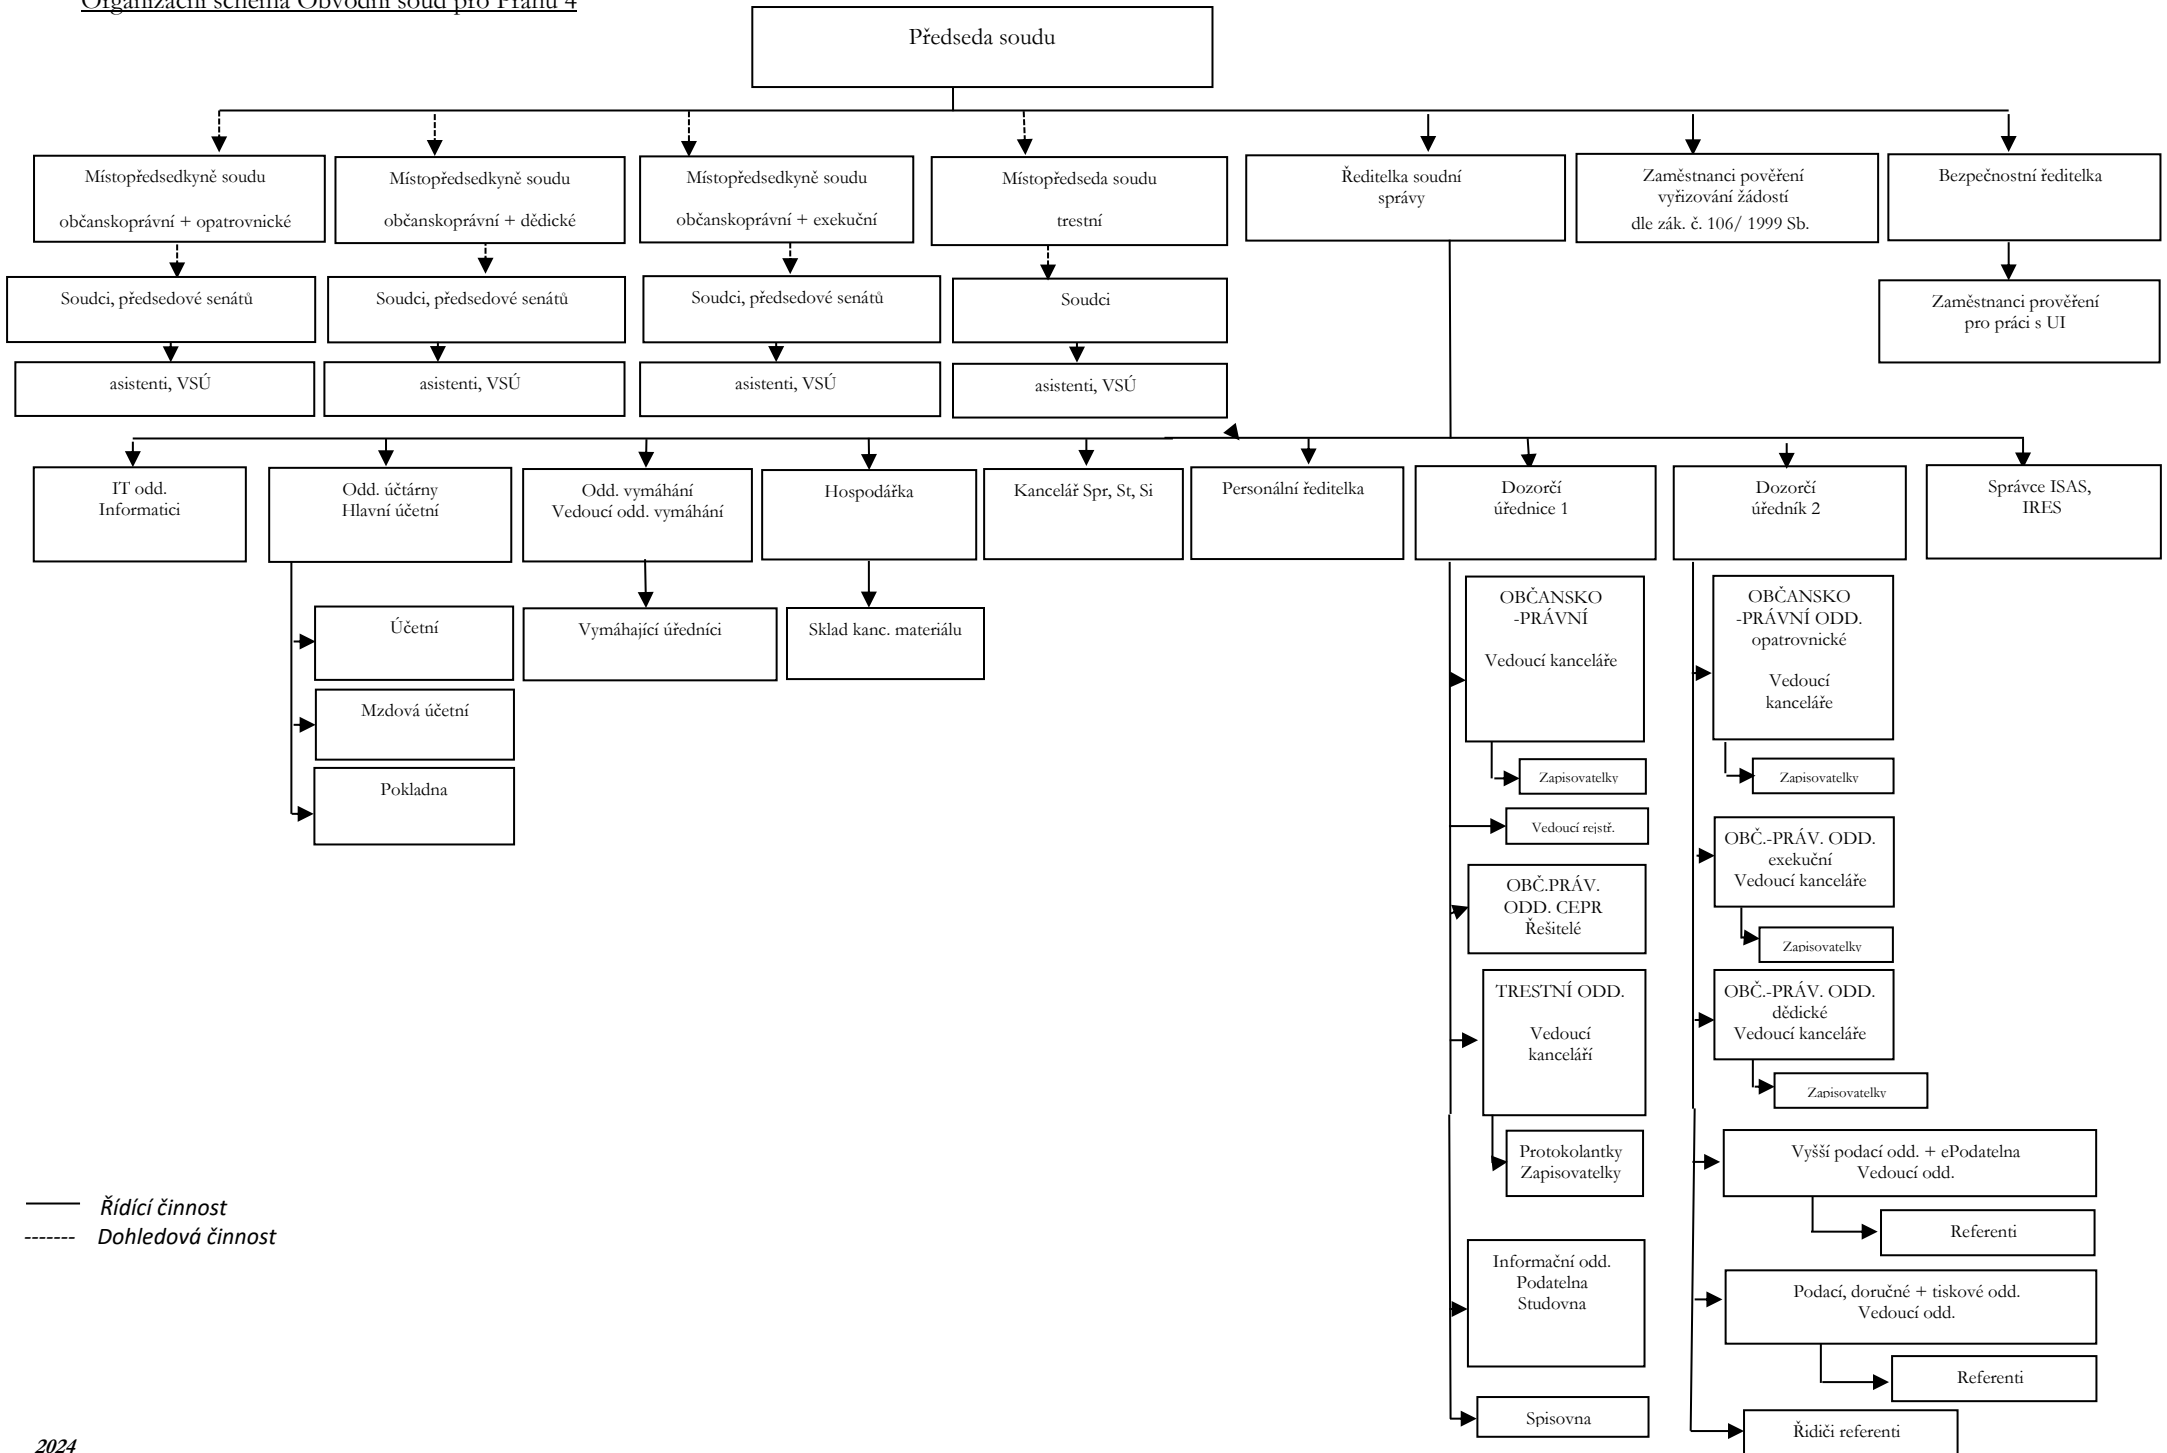 Organizační schéma Obvodní soud pro Prahu 4
Předseda soudu
Místopředsedkyně soudu
občanskoprávní + opatrovnické
Místopředsedkyně soudu
občanskoprávní + dědické
Místopředsedkyně soudu
občanskoprávní + exekuční
Místopředseda soudu
trestní
Ředitelka soudní
správy
Zaměstnanci pověření
vyřizování žádostí
dle zák. č. 106/ 1999 Sb.
Bezpečnostní ředitelka
Soudci, předsedové senátů
Soudci, předsedové senátů
Soudci, předsedové senátů
Soudci
Zaměstnanci prověření
pro práci s UI
asistenti, VSÚ
asistenti, VSÚ
asistenti, VSÚ
asistenti, VSÚ
IT odd.
Informatici
Odd. účtárny
Hlavní účetní
Odd. vymáhání
Vedoucí odd. vymáhání
Hospodářka
Kancelář Spr, St, Si
Personální ředitelka
Dozorčí
úřednice 1
Dozorčí
úředník 2
Správce ISAS,
IRES
Účetní
Mzdová účetní
Pokladna
Vymáhající úředníci
Sklad kanc. materiálu
OBČANSKO
-PRÁVNÍ
Vedoucí kanceláře
Zapisovatelky
Vedoucí rejstř.
OBČ.PRÁV.
ODD. CEPR
Řešitelé
TRESTNÍ ODD.
Vedoucí
kanceláří
Protokolantky
Zapisovatelky
Informační odd.
Podatelna
Studovna
Spisovna
OBČANSKO
-PRÁVNÍ ODD.
opatrovnické
Vedoucí
kanceláře
Zapisovatelky
OBČ.-PRÁV. ODD.
exekuční
Vedoucí kanceláře
Zapisovatelky
OBČ.-PRÁV. ODD.
dědické
Vedoucí kanceláře
Zapisovatelky
Vyšší podací odd. + ePodatelna
Vedoucí odd.
Referenti
Podací, doručné + tiskové odd.
Vedoucí odd.
Referenti
Řidiči referenti
Řídící činnost
Dohledová činnost
2024